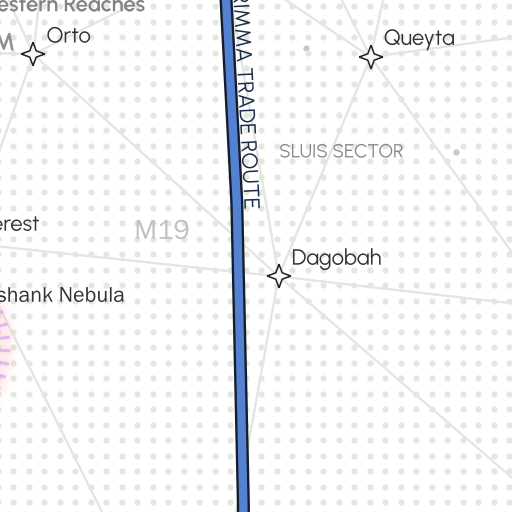 estern Reaches
M
Orto
Queyta
RIMMA TRADE ROUTE
SLUIS SECTOR
erest
M19
Dagobah
shank Nebula